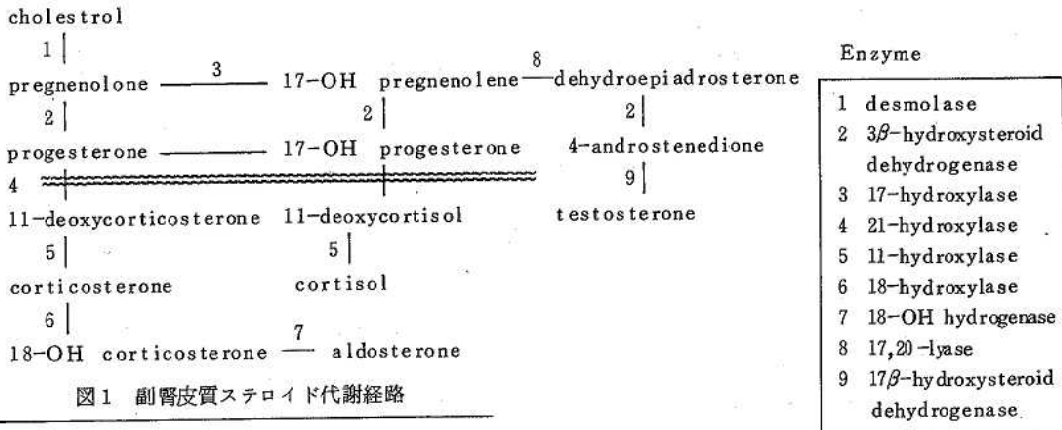 cholestrol
1
pregnenolone 3 17-OH pregnenolene 8 dehydroepiadrosterone
2 2 2
progesterone 17-OH progesterone 4-androstenedione
4 9
11-deoxycorticosterone 11-deoxycortisol testosterone
5 5
corticosterone cortisol
6 7
18-OH corticosterone aldosterone
図1 副腎皮質ステロイド代謝経路
Enzyme
1 desmolase
2 3β-hydroxysteroid
dehydrogenase
3 17-hydroxylase
4 21-hydroxylase
5 11-hydroxylase
6 18-hydroxylase
7 18-OH hydrogenase
8 17,20-lyase
9 17β-hydroxysteroid
dehydrogenase